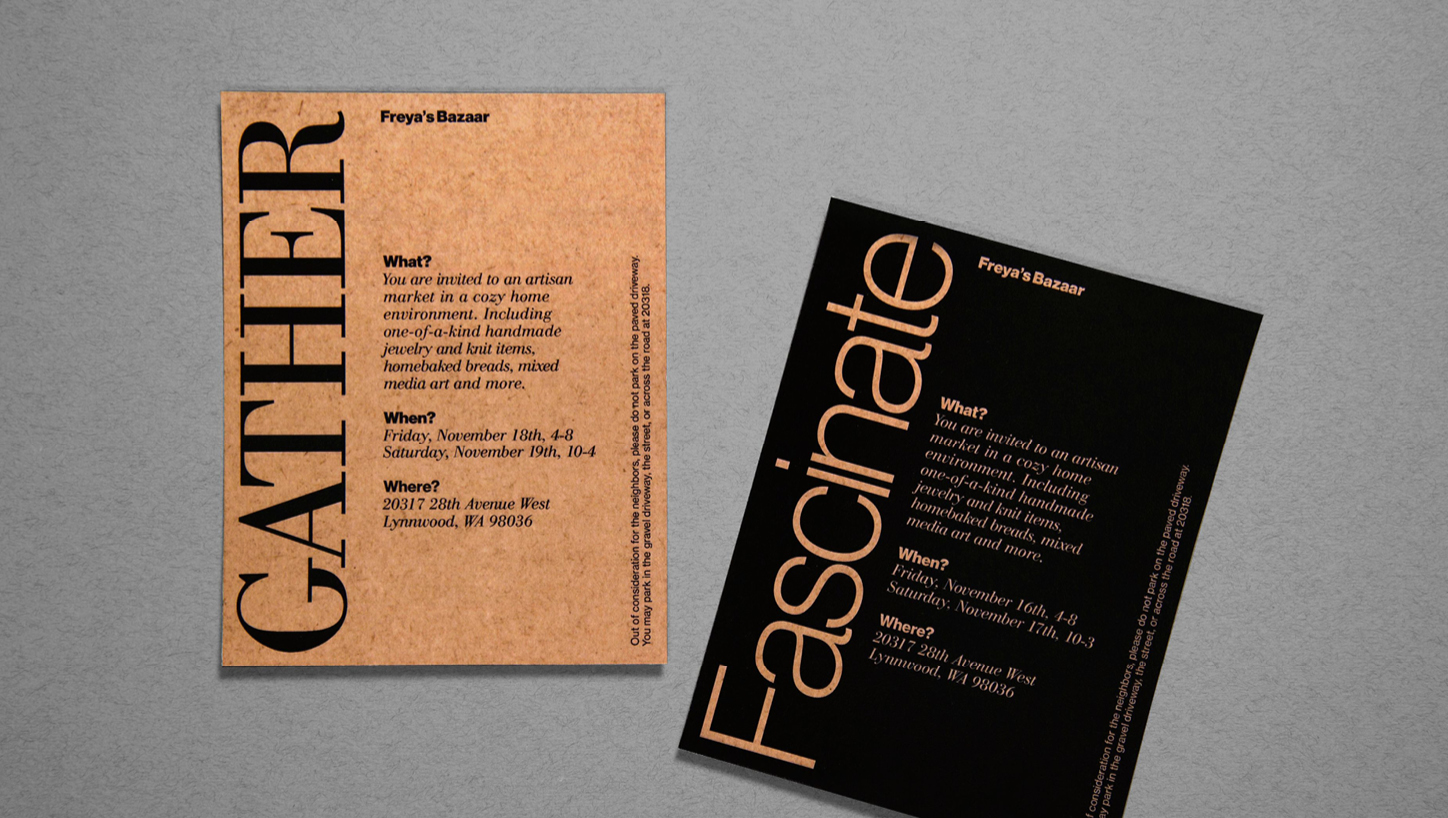 GATHER
Freya's Bazaar
What?
You are invited to an artisan
market in a cozy home
environment. Including
one-of-a-kind handmade
jewelry and knit items,
homebaked breads, mixed
media art and more.
When?
Friday, November 18th, 4-8
Saturday, November 19th, 10-4
Where?
20317 28th Avenue West
Lynnwood, WA 98036
Out of consideration for the neighbors, please do not park on the paved driveway.
You may park in the gravel driveway, the street, or across the road at 20318.
Fascinate
Freya's Bazaar
What?
You are invited to an artisan
market in a cozy home
environment. Including
one-of-a-kind handmade
jewelry and knit items,
homebaked breads, mixed
media art and more.
When?
Friday, November 16th, 4-8
Saturday, November 17th, 10-3
Where?
20317 28th Avenue West
Lynnwood, WA 98036
consideration for the neighbors, please do not park on the paved driveway.
may park in the gravel driveway, the street, or across the road at 20318.